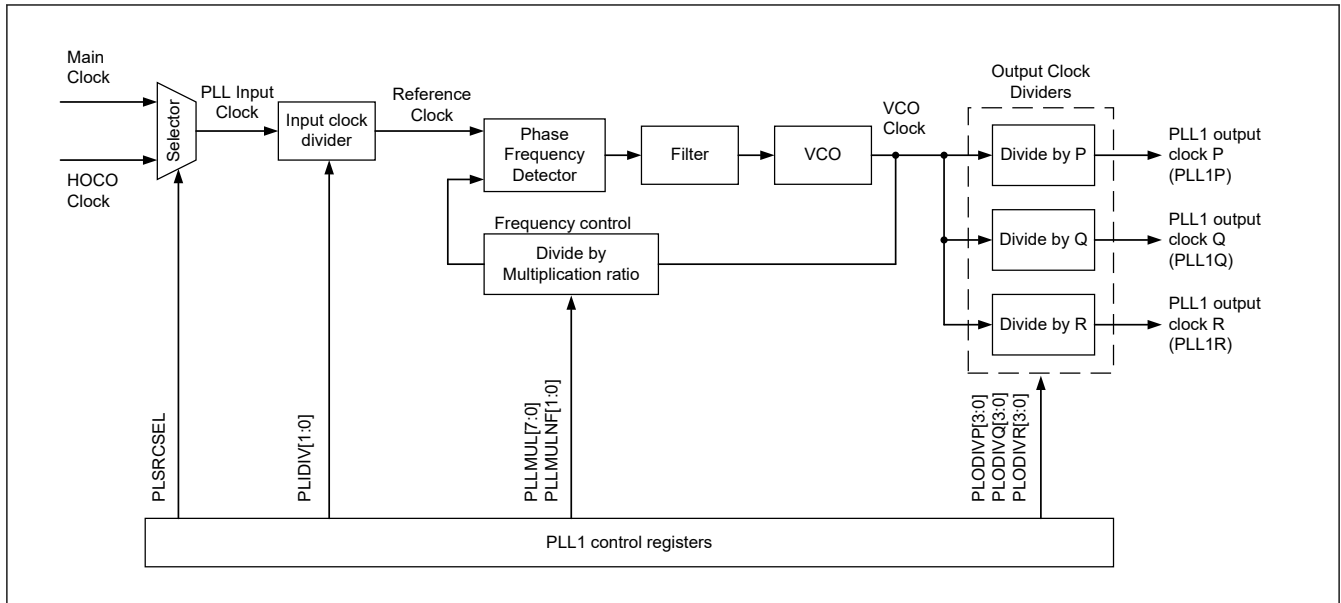 Main
Clock
HOCO
Clock
Selector
PLL Input
Clock
Input clock
divider
Reference
Clock
Phase
Frequency
Detector
Filter
VCO
VCO
Clock
Frequency control
Divide by
Multiplication ratio
Output Clock
Dividers
Divide by P
Divide by Q
Divide by R
PLL1 output
clock P
(PLL1P)
PLL1 output
clock Q
(PLL1Q)
PLL1 output
clock R
(PLL1R)
PLSRCSEL
PLIDIV[1:0]
PLLMUL[7:0]
PLLMULNF[1:0]
PLODIVP[3:0]
PLODIVQ[3:0]
PLODIVR[3:0]
PLL1 control registers